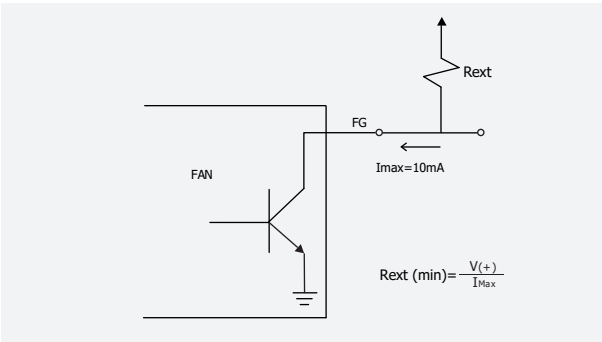 Rext
FG
Imax=10mA
FAN
Rext (min)= V(+) / IMax